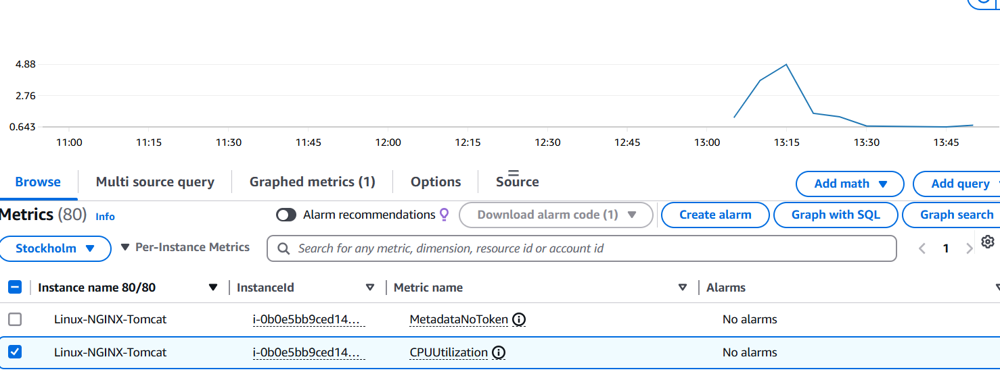 4.88
2.76
0.643
11:00 11:15 11:30 11:45 12:00 12:15 12:30 12:45 13:00 13:15 13:30 13:45
Browse Multi source query Graphed metrics (1) Options Source Add math Add query
Metrics (80) Info Alarm recommendations Download alarm code (1) Create alarm Graph with SQL Graph search
Stockholm Per-Instance Metrics Search for any metric, dimension, resource id or account id 1
Instance name 80/80 InstanceId Metric name Alarms
Linux-NGINX-Tomcat i-0b0e5bb9ced14... MetadataNoToken No alarms
Linux-NGINX-Tomcat i-0b0e5bb9ced14... CPUUtilization No alarms